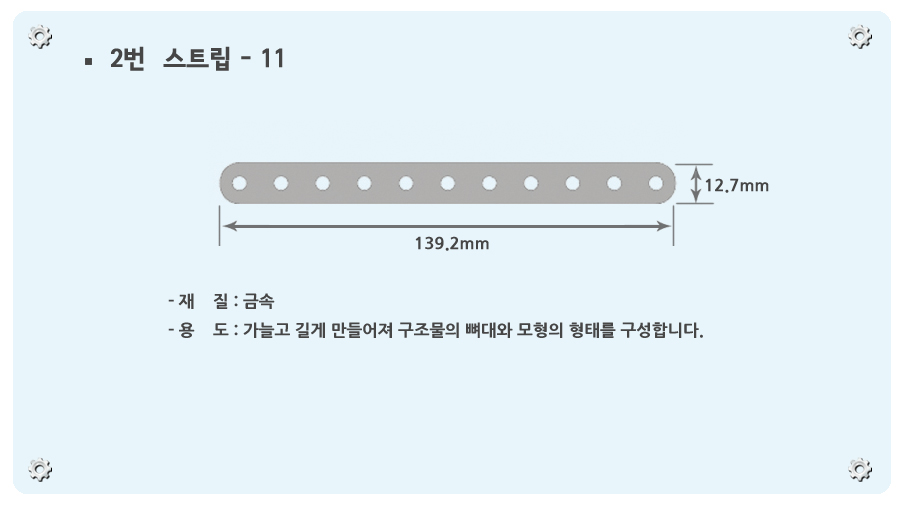 ▪ 2번 스트립 - 11
12.7mm
139.2mm
- 재 질 : 금속
- 용 도 : 가늘고 길게 만들어져 구조물의 뼈대와 모형의 형태를 구성합니다.